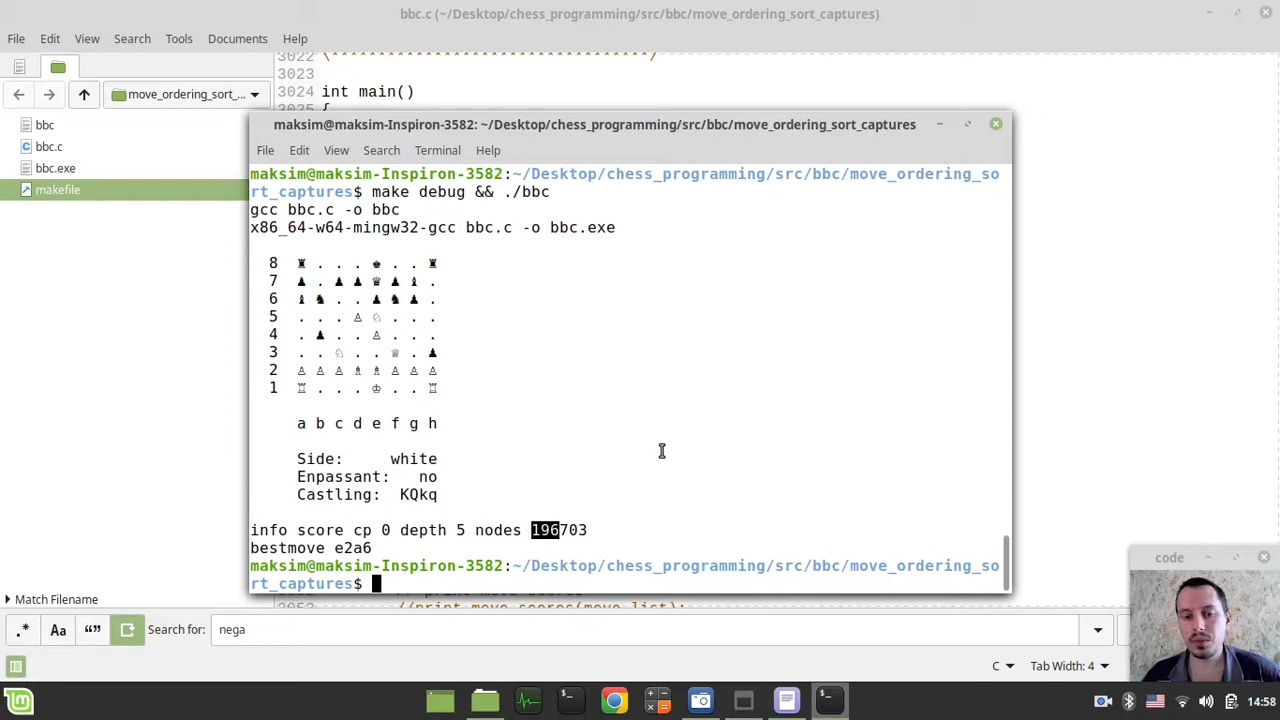 bbc.c (~/Desktop/chess_programming/src/bbc/move_ordering_sort_captures)
File Edit View Search Tools Documents Help
3022 \*********************************/
3023
3024 int main()
3025 {
move_ordering_sort_...
bbc
bbc.c
bbc.exe
makefile
maksim@maksim-Inspiron-3582: ~/Desktop/chess_programming/src/bbc/move_ordering_sort_captures
File Edit View Search Terminal Help
maksim@maksim-Inspiron-3582:~/Desktop/chess_programming/src/bbc/move_ordering_so
rt_captures$ make debug && ./bbc
gcc bbc.c -o bbc
x86_64-w64-mingw32-gcc bbc.c -o bbc.exe
8 ♜ . . . ♚ . . ♜
7 ♟ . ♟ ♟ ♛ ♟ ♝ .
6 ♝ ♞ . . ♟ ♞ ♟ .
5 . . . ♙ ♘ . . .
4 . ♟ . . ♙ . . .
3 . . ♘ . . ♕ . ♟
2 ♙ ♙ ♙ ♗ ♗ ♙ ♙ ♙
1 ♖ . . . ♔ . . ♖
a b c d e f g h
Side: white
Enpassant: no
Castling: KQkq
info score cp 0 depth 5 nodes 196703
bestmove e2a6
maksim@maksim-Inspiron-3582:~/Desktop/chess_programming/src/bbc/move_ordering_so
rt_captures$
code
Match Filename
//print_move_scores(move_list);
.* Aa “” Search for: nega
C Tab Width: 4
14:58